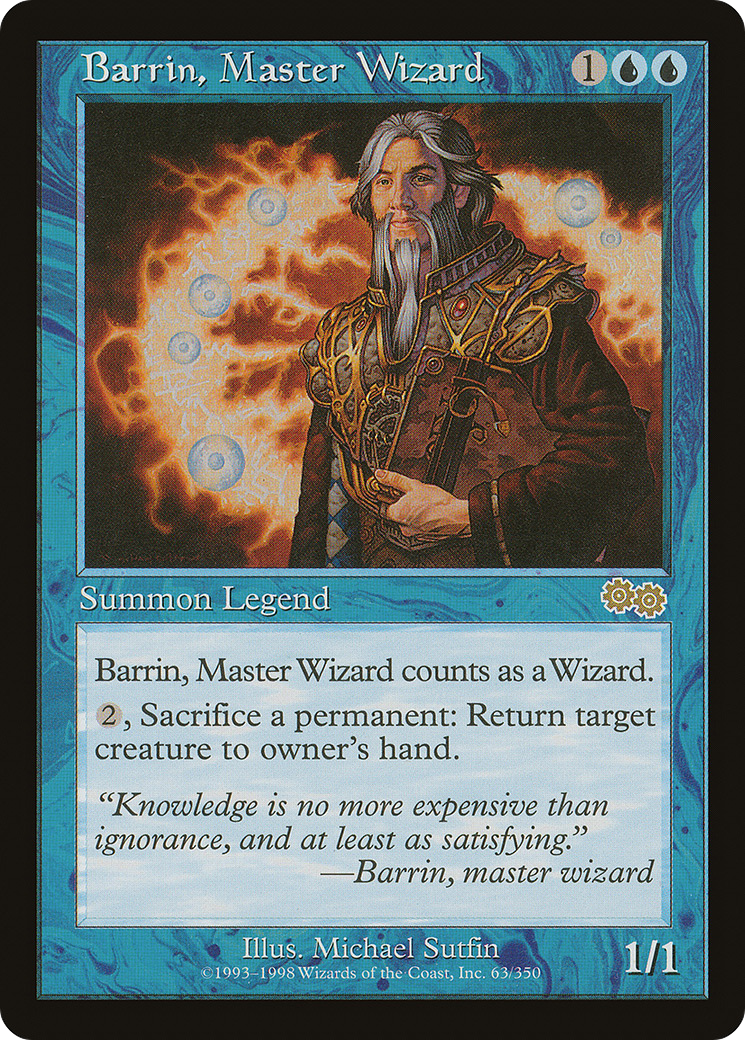 Barrin, Master Wizard 1
Summon Legend
Barrin, Master Wizard counts as a Wizard.
2, Sacrifice a permanent: Return target
creature to owner's hand.
“Knowledge is no more expensive than
ignorance, and at least as satisfying.”
—Barrin, master wizard
Illus. Michael Sutfin
©1993–1998 Wizards of the Coast, Inc. 63/350
1/1